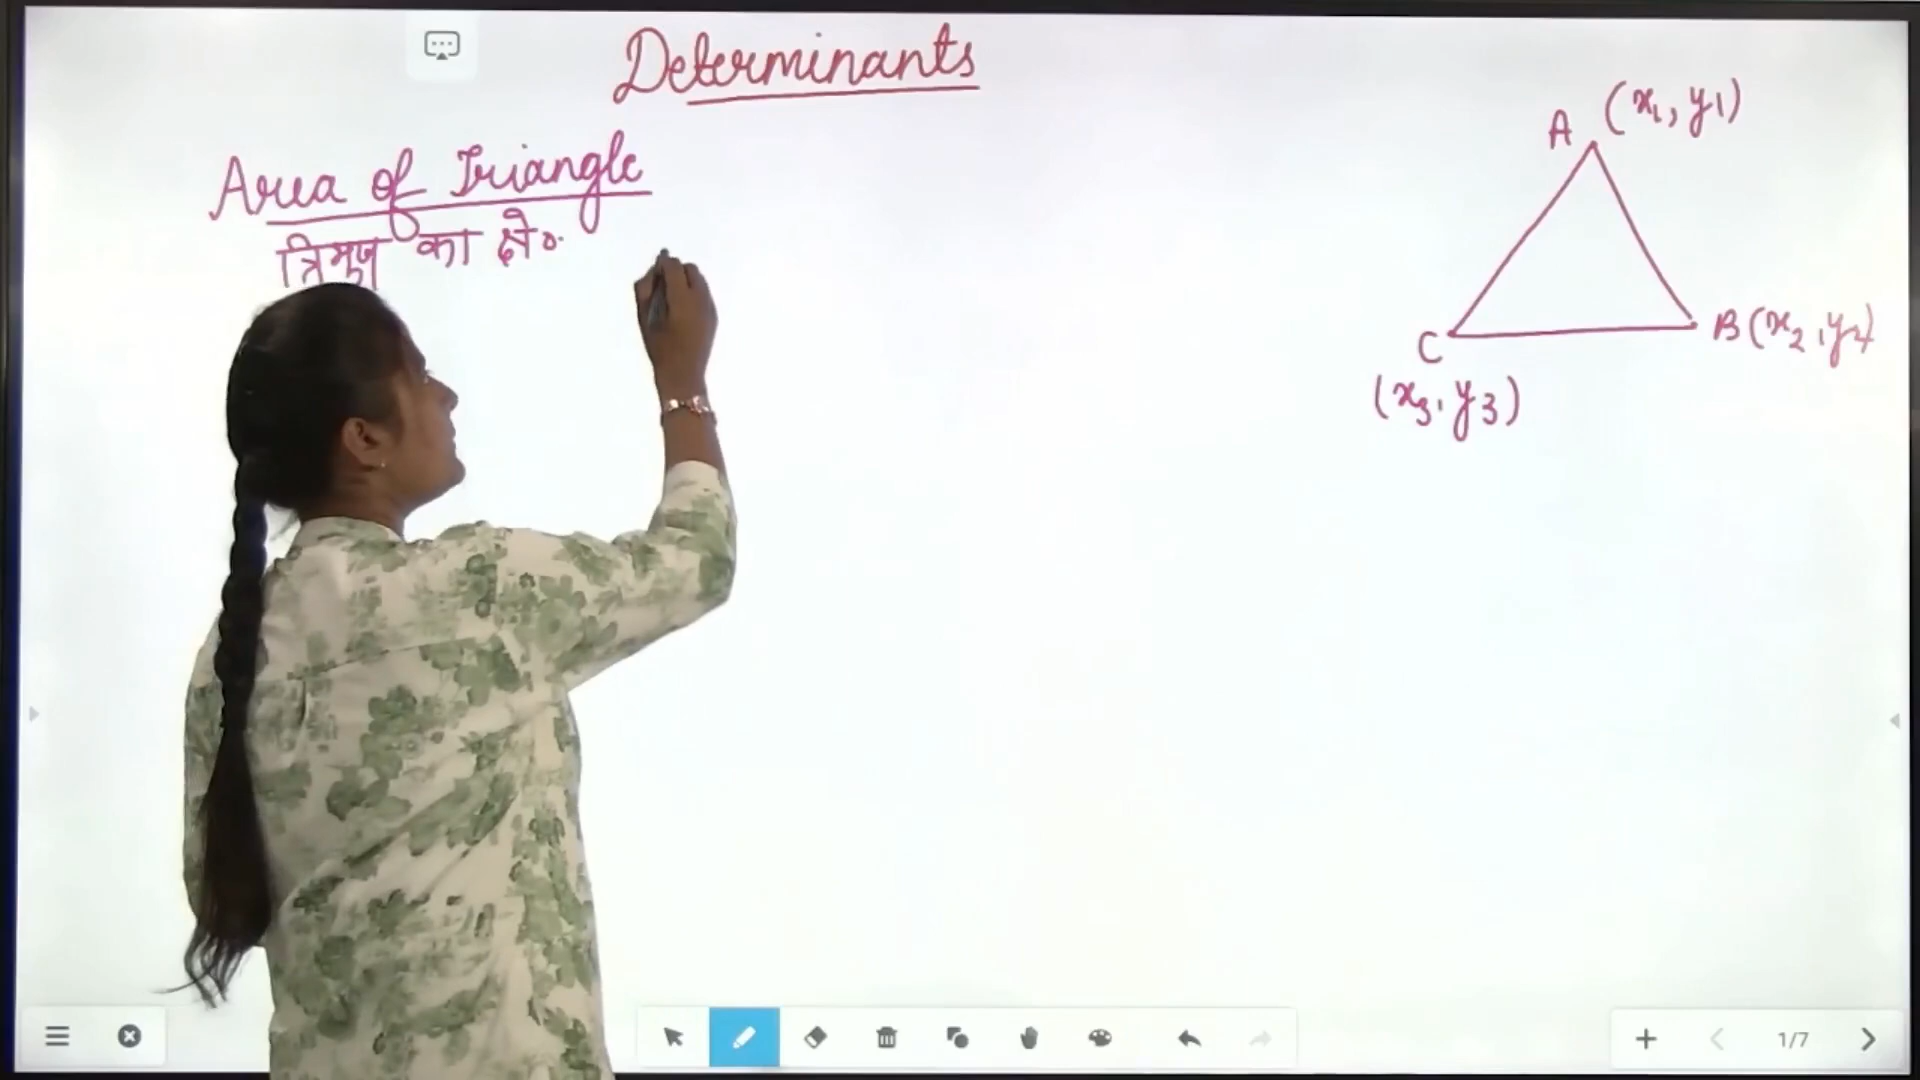 Determinants
Area of Triangle
त्रिभुज का क्षे०
A (x₁, y₁)
B (x₂, y₂)
C
(x₃, y₃)
1/7